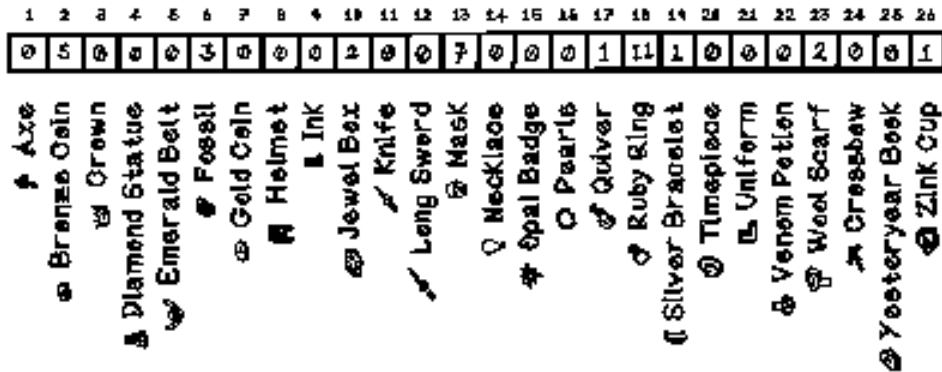 1 2 3 4 5 6 7 8 9 10 11 12 13 14 15 16 17 18 19 20 21 22 23 24 25 26
0 5 0 0 0 3 0 0 0 2 0 0 7 0 0 0 1 11 1 0 0 0 2 0 0 1
Axe
Bronze Coin
Crown
Diamond Statue
Emerald Belt
Fossil
Gold Coin
Helmet
Ink
Jewel Box
Knife
Long Sword
Mask
Necklace
Opal Badge
Pearls
Quiver
Ruby Ring
Silver Bracelet
Timepiece
Uniform
Venom Potion
Wool Scarf
Crossbow
Yesteryear Book
Zink Cup